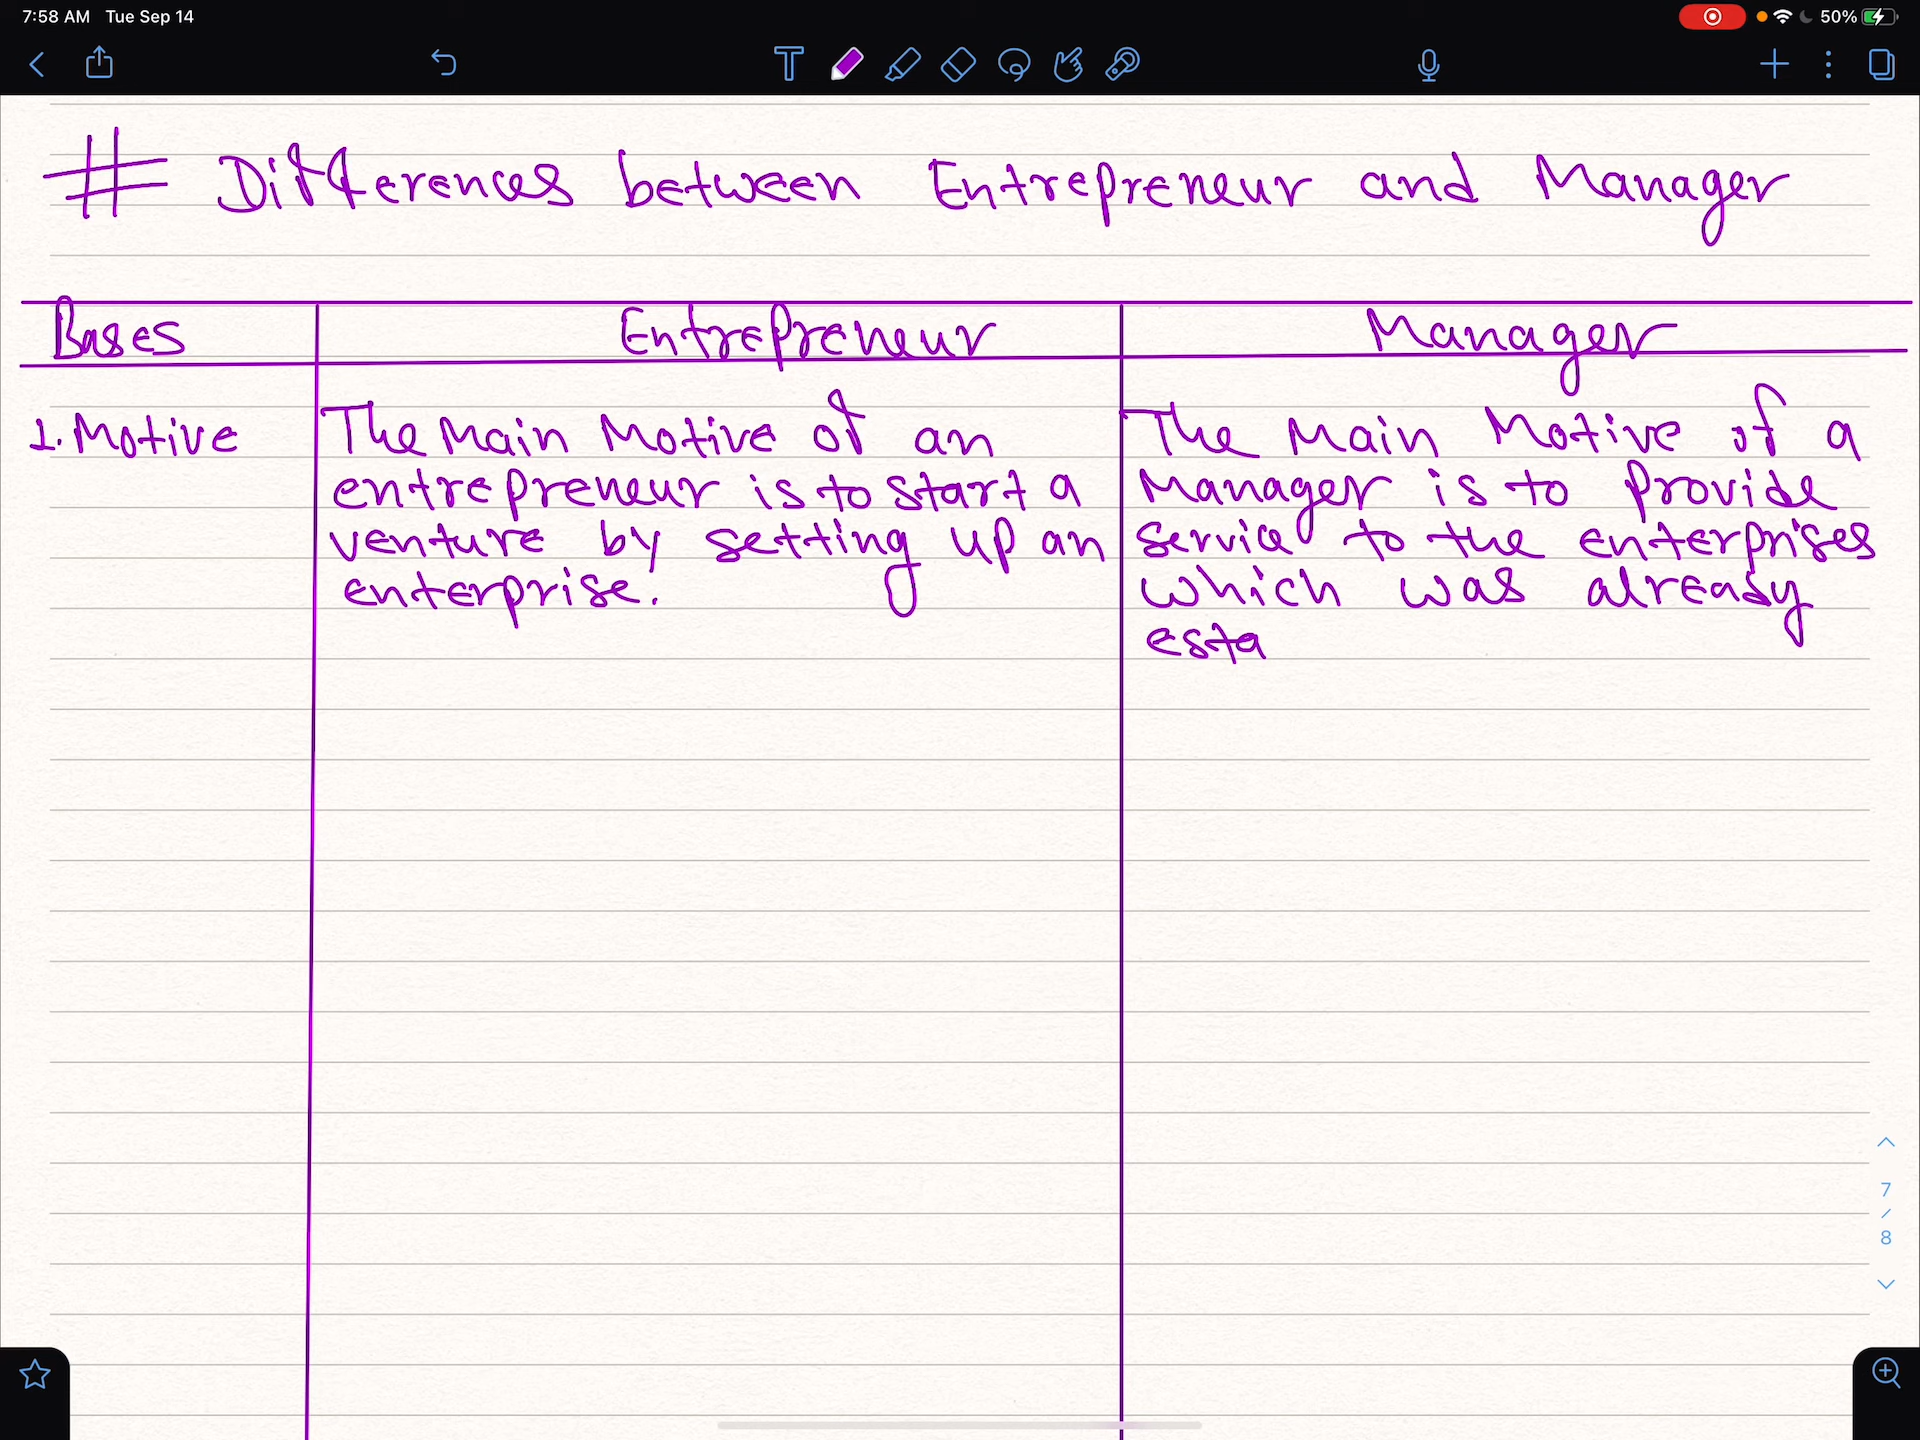 7:58 AM Tue Sep 14
50%
# Differences between Entrepreneur and Manager
Bases Entrepreneur Manager
1. Motive
The Main Motive of an
entrepreneur is to start a
venture by setting up an
enterprise.
The Main Motive of a
Manager is to Provide
service to the enterprises
which was already
esta
7
/
8